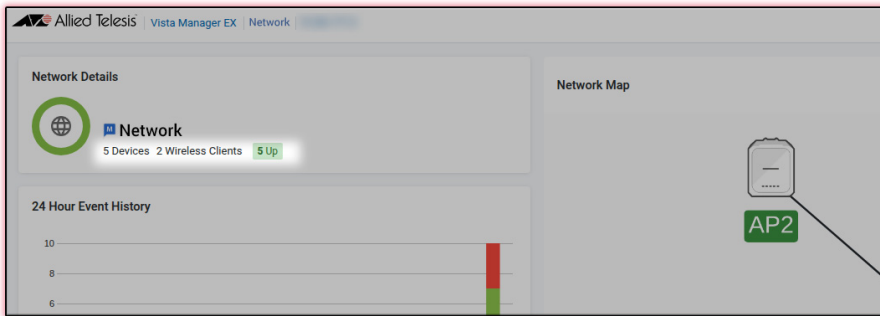 Allied Telesis Vista Manager EX Network
Network Details
M Network
5 Devices 2 Wireless Clients 5 Up
24 Hour Event History
10
8
6
Network Map
AP2